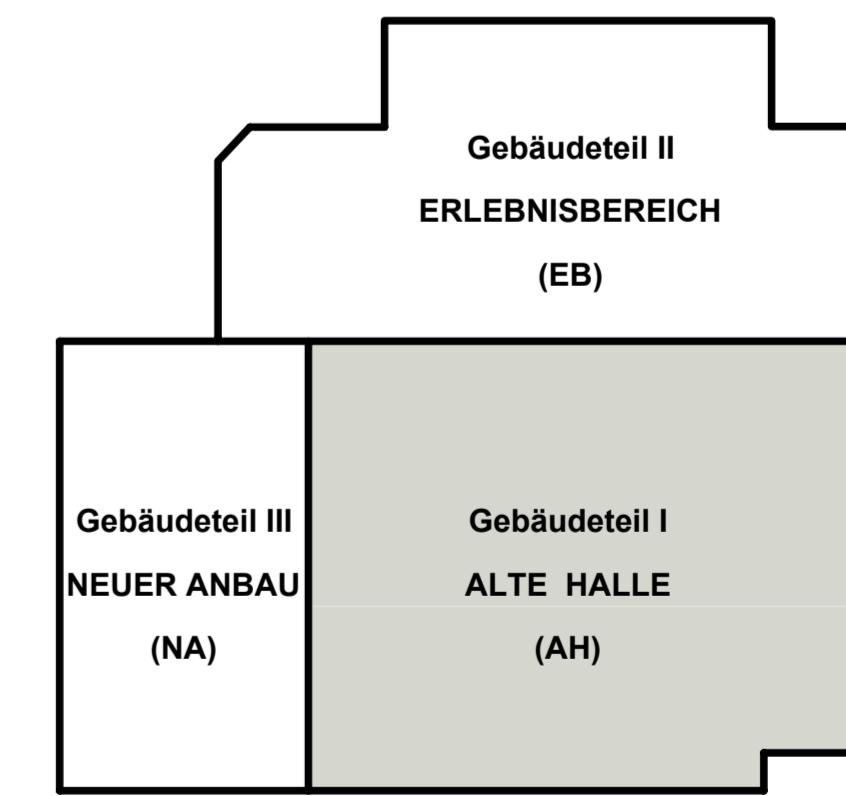 Gebäudeteil II
ERLEBNISBEREICH
(EB)
Gebäudeteil III
NEUER ANBAU
(NA)
Gebäudeteil I
ALTE HALLE
(AH)